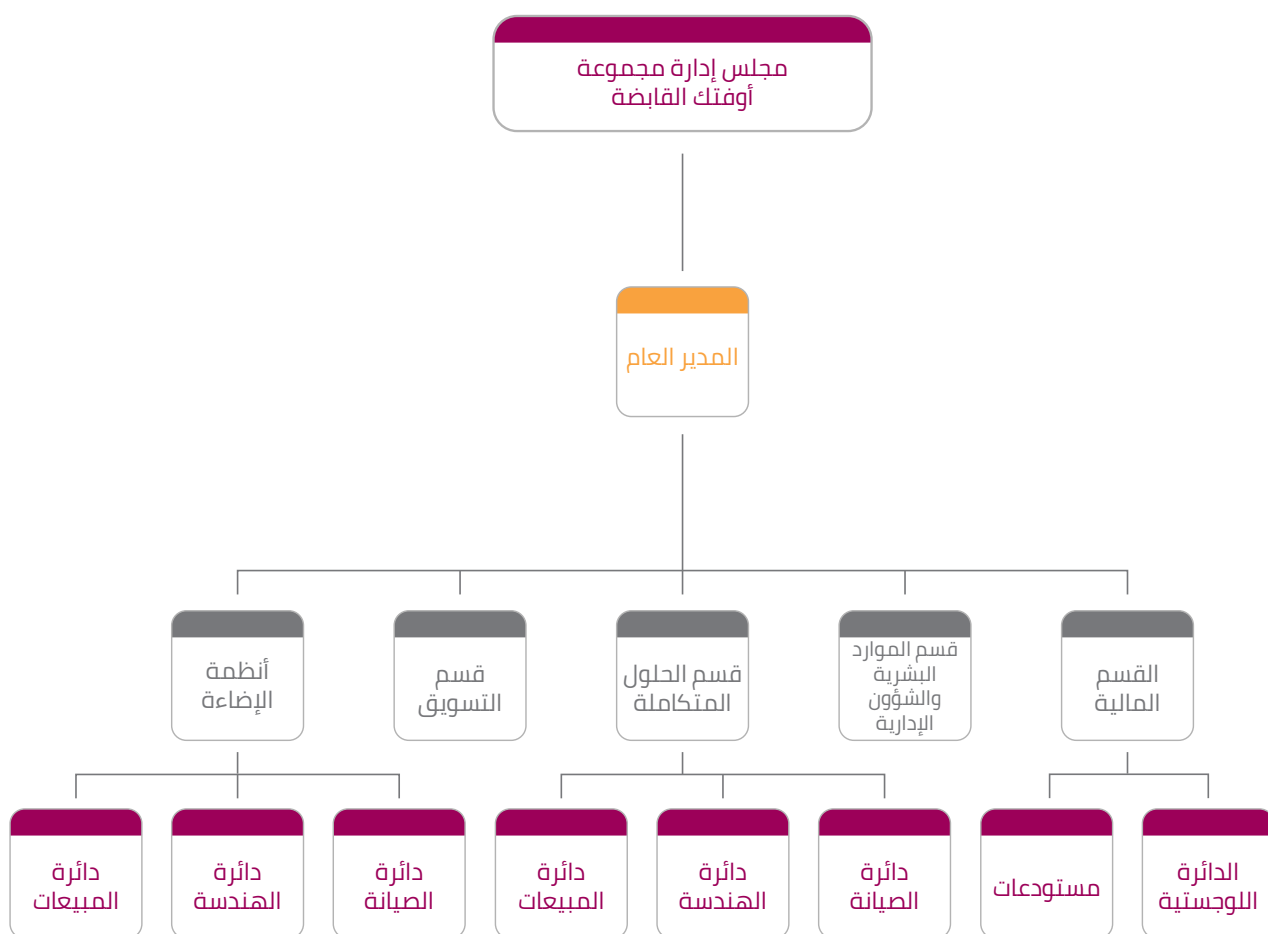 مجلس إدارة مجموعة
أوفتك القابضة
المدير العام
القسم
المالية
قسم الموارد
البشرية
والشؤون
الإدارية
قسم الحلول
المتكاملة
قسم
التسويق
أنظمة
الإضاءة
الدائرة
اللوجستية
مستودعات
دائرة
الصيانة
دائرة
الهندسة
دائرة
المبيعات
دائرة
الصيانة
دائرة
الهندسة
دائرة
المبيعات